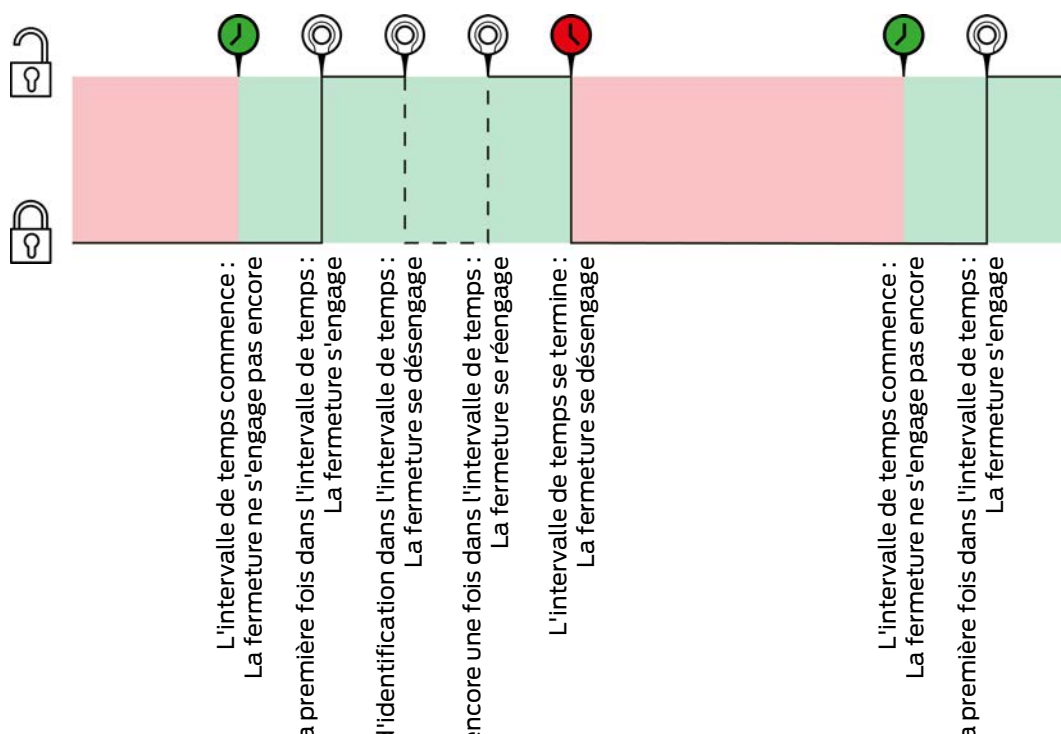 L'intervalle de temps commence :
La fermeture ne s'engage pas encore
première fois dans l'intervalle de temps :
La fermeture s'engage
d'identification dans l'intervalle de temps :
La fermeture se désengage
encore une fois dans l'intervalle de temps :
La fermeture se réengage
L'intervalle de temps se termine :
La fermeture se désengage
L'intervalle de temps commence :
La fermeture ne s'engage pas encore
première fois dans l'intervalle de temps :
La fermeture s'engage